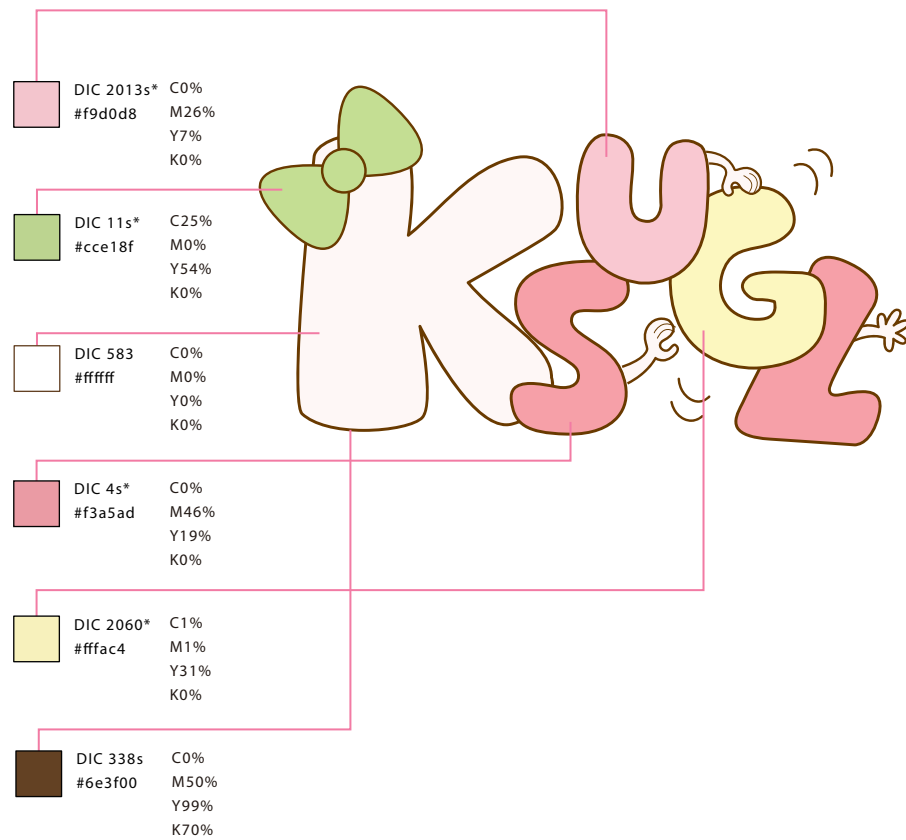 DIC 2013s*
#f9d0d8
C0%
M26%
Y7%
K0%
DIC 11s*
#cce18f
C25%
M0%
Y54%
K0%
DIC 583
#ffffff
C0%
M0%
Y0%
K0%
DIC 4s*
#f3a5ad
C0%
M46%
Y19%
K0%
DIC 2060*
#fffac4
C1%
M1%
Y31%
K0%
DIC 338s
#6e3f00
C0%
M50%
Y99%
K70%
KSUGZ